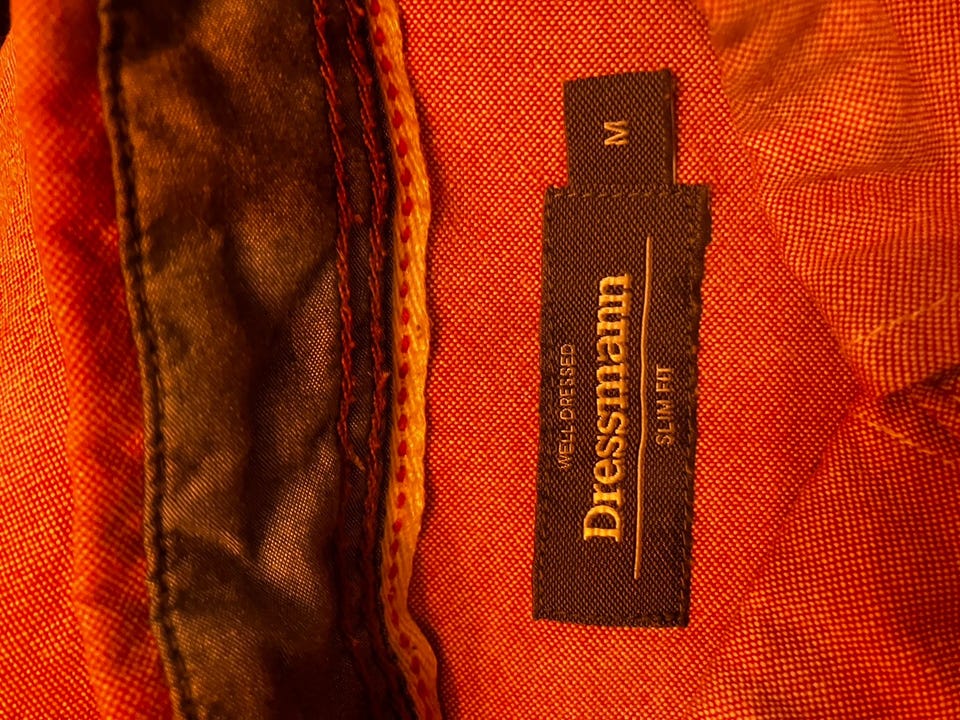 WELL DRESSED
Dressmann
SLIM FIT
M